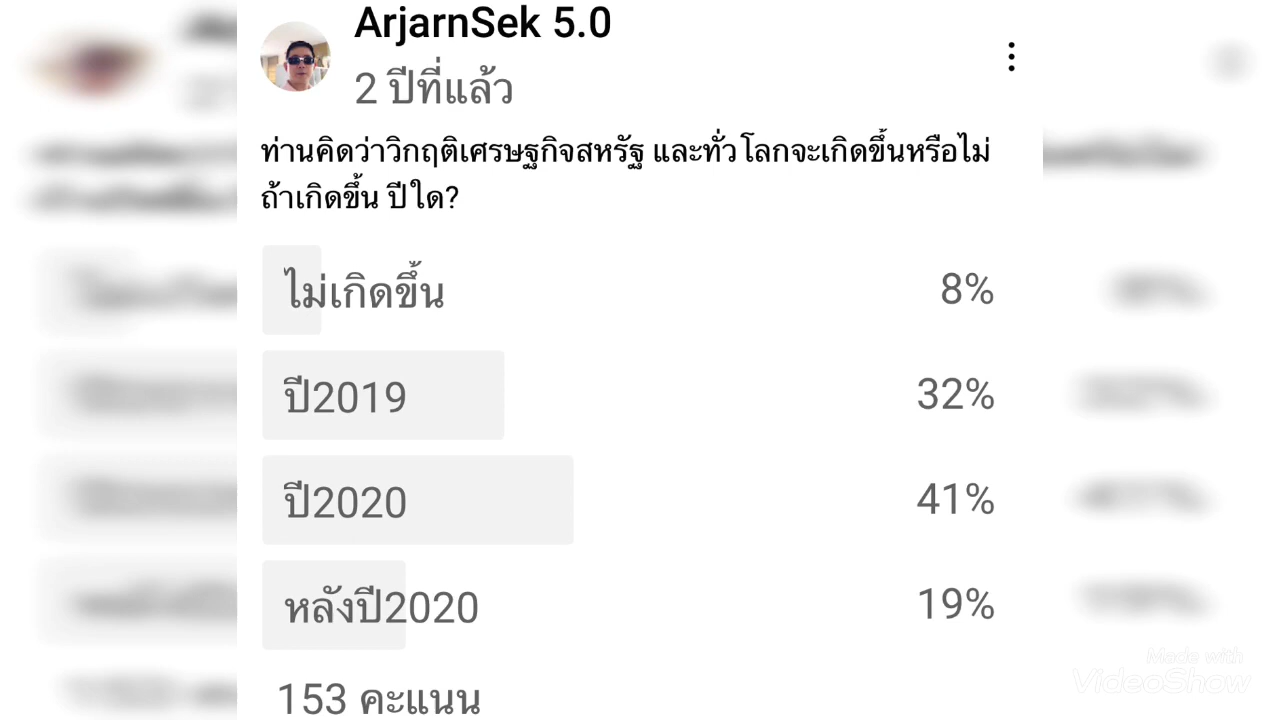 ArjarnSek 5.0
2 ปีที่แล้ว
ท่านคิดว่าวิกฤติเศรษฐกิจสหรัฐ และทั่วโลกจะเกิดขึ้นหรือไม่
ถ้าเกิดขึ้น ปีใด?
ไม่เกิดขึ้น 8%
ปี2019 32%
ปี2020 41%
หลังปี2020 19%
153 คะแนน
Made with
VideoShow